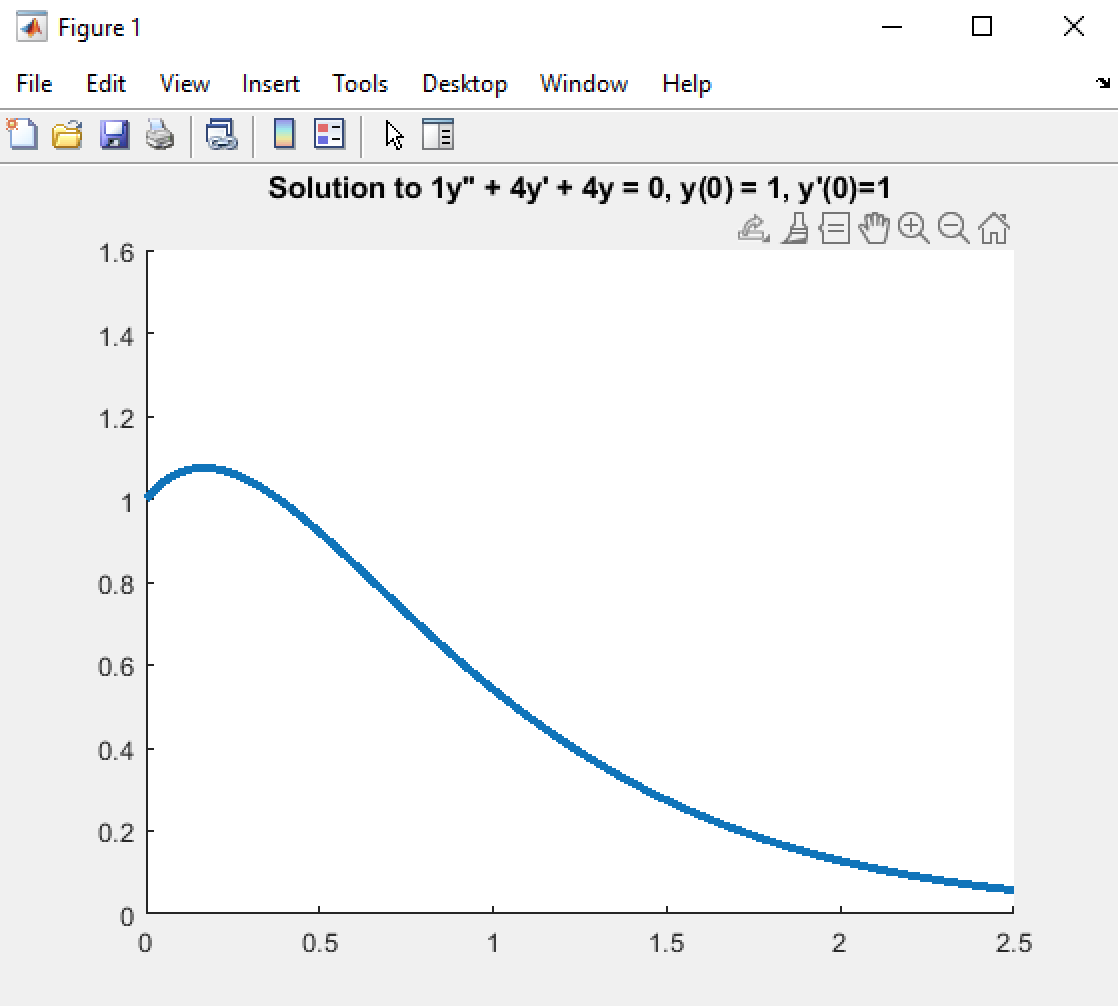 Figure 1
File Edit View Insert Tools Desktop Window Help
Solution to 1y" + 4y' + 4y = 0, y(0) = 1, y'(0)=1
1.6
1.4
1.2
1
0.8
0.6
0.4
0.2
0
0 0.5 1 1.5 2 2.5